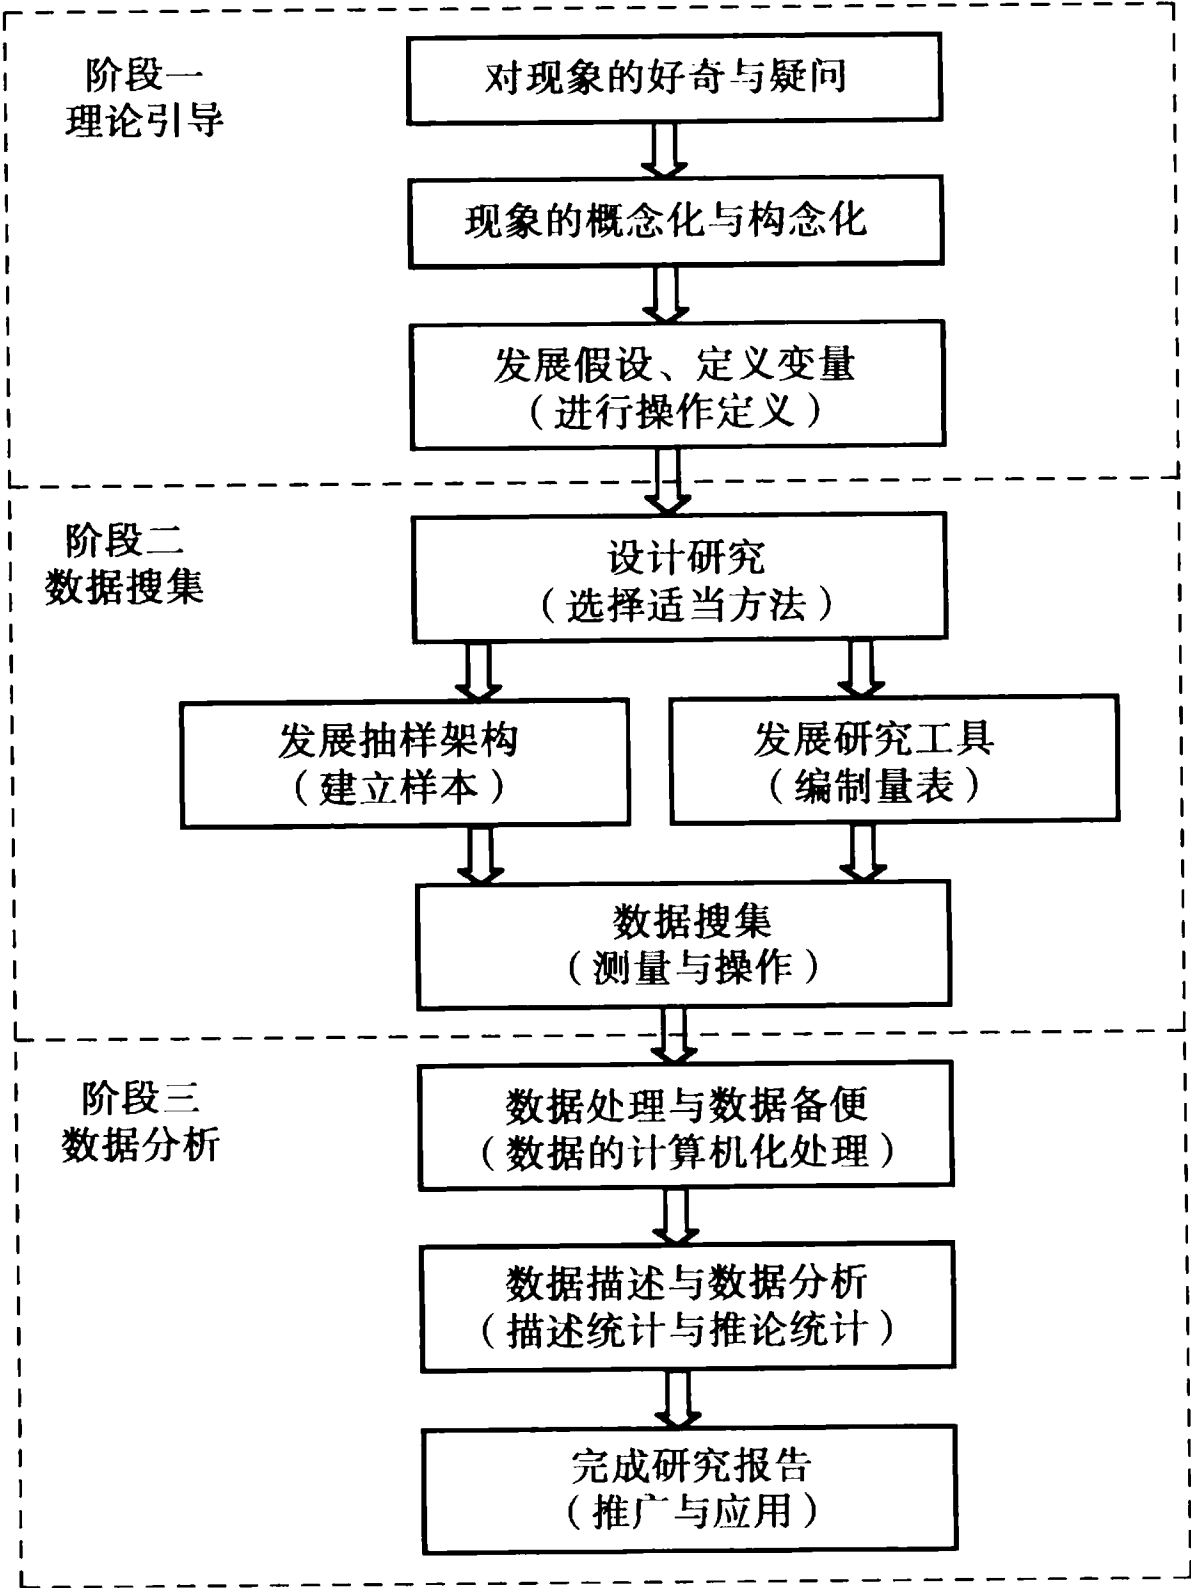 阶段一
理论引导
对现象的好奇与疑问
现象的概念化与构念化
发展假设、定义变量
（进行操作定义）
阶段二
数据搜集
设计研究
（选择适当方法）
发展抽样架构
（建立样本）
发展研究工具
（编制量表）
数据搜集
（测量与操作）
阶段三
数据分析
数据处理与数据备便
（数据的计算机化处理）
数据描述与数据分析
（描述统计与推论统计）
完成研究报告
（推广与应用）